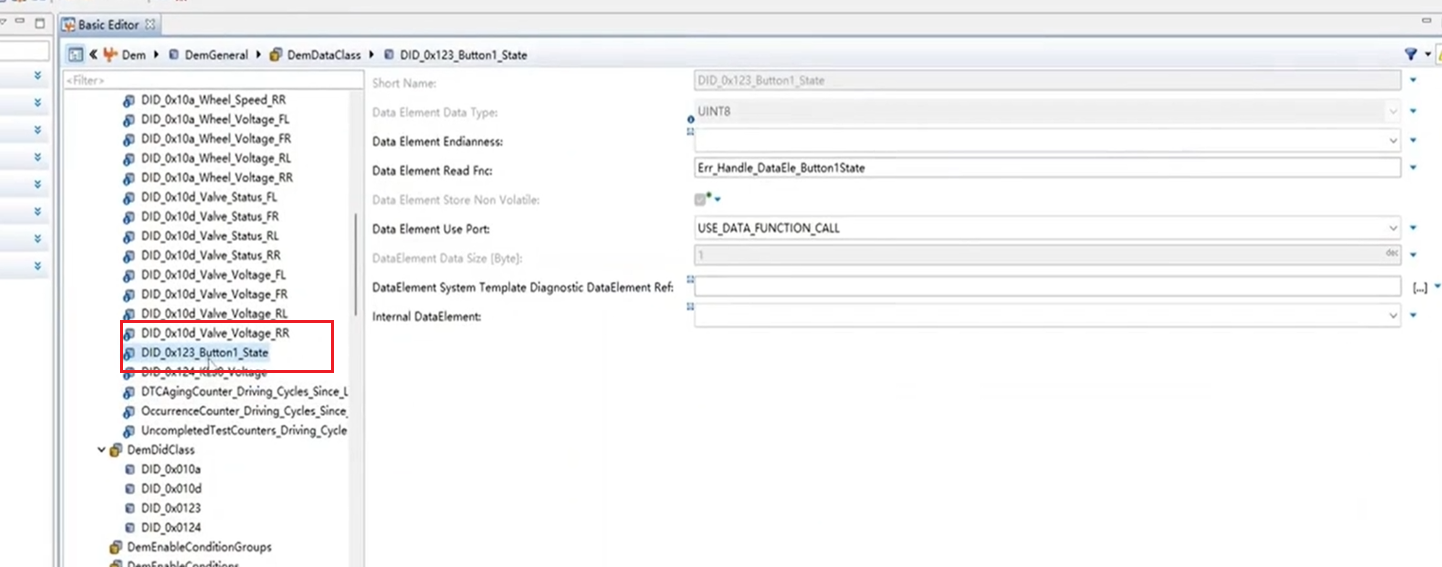 Basic Editor
Dem DemGeneral DemDataClass DID_0x123_Button1_State
<Filter>
DID_0x10a_Wheel_Speed_RR
DID_0x10a_Wheel_Voltage_FL
DID_0x10a_Wheel_Voltage_FR
DID_0x10a_Wheel_Voltage_RL
DID_0x10a_Wheel_Voltage_RR
DID_0x10d_Valve_Status_FL
DID_0x10d_Valve_Status_FR
DID_0x10d_Valve_Status_RL
DID_0x10d_Valve_Status_RR
DID_0x10d_Valve_Voltage_FL
DID_0x10d_Valve_Voltage_FR
DID_0x10d_Valve_Voltage_RL
DID_0x10d_Valve_Voltage_RR
DID_0x123_Button1_State
DTCAgingCounter_Driving_Cycles_Since_L
OccurrenceCounter_Driving_Cycles_Since_
UncompletedTestCounters_Driving_Cycle
DemDidClass
DID_0x010a
DID_0x010d
DID_0x0123
DID_0x0124
DemEnableConditionGroups
DemEnableConditions
Short Name: DID_0x123_Button1_State
Data Element Data Type: UINT8
Data Element Endianness:
Data Element Read Fnc: Err_Handle_DataEle_Button1State
Data Element Store Non Volatile:
Data Element Use Port: USE_DATA_FUNCTION_CALL
DataElement Data Size [Byte]: 1 dec
DataElement System Template Diagnostic DataElement Ref: [...]
Internal DataElement: